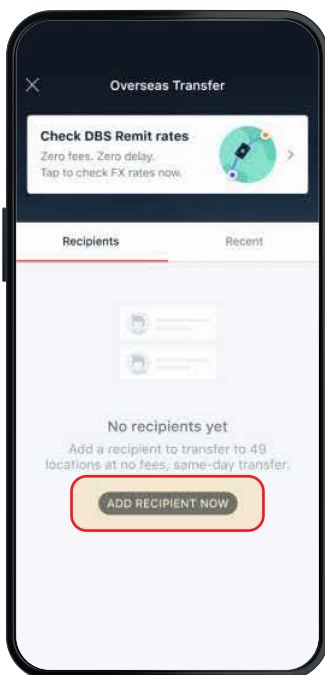 Overseas Transfer
Check DBS Remit rates
Zero fees. Zero delay.
Tap to check FX rates now.
Recipients Recent
No recipients yet
Add a recipient to transfer to 49
locations at no fees, same-day transfer.
ADD RECIPIENT NOW